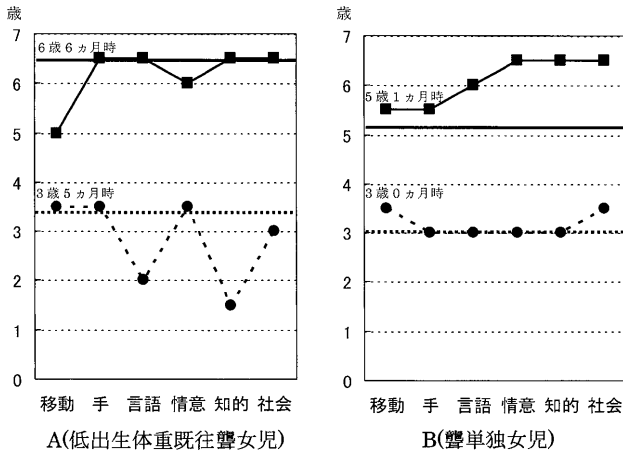 歳
7
6歳6ヵ月時
6
5
4
3歳5ヵ月時
3
2
1
0
移動 手 言語 情意 知的 社会
A(低出生体重既往聾女児)
歳
7
6
5歳1ヵ月時
5
4
3歳0ヵ月時
3
2
1
0
移動 手 言語 情意 知的 社会
B(聾単独女児)